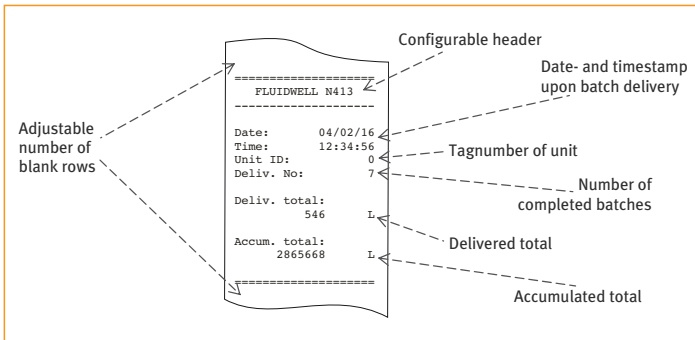 Configurable header
Date- and timestamp
upon batch delivery
Adjustable
number of
blank rows
========================
FLUIDWELL N413
------------------------
Date: 04/02/16
Time: 12:34:56
Unit ID: 0
Deliv. No: 7
Deliv. total:
546 L
Accum. total:
2865668 L
========================
Tagnumber of unit
Number of
completed batches
Delivered total
Accumulated total